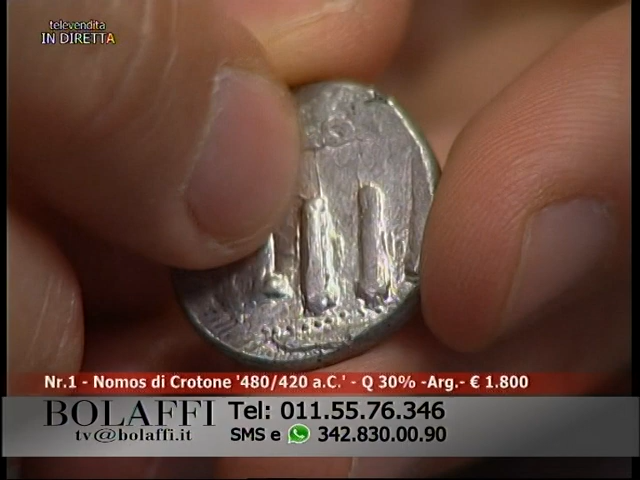 televendita
IN DIRETTA
Nr.1 - Nomos di Crotone '480/420 a.C.' - Q 30% -Arg.- € 1.800
BOLAFFI
tv@bolaffi.it
Tel: 011.55.76.346
SMS e 342.830.00.90